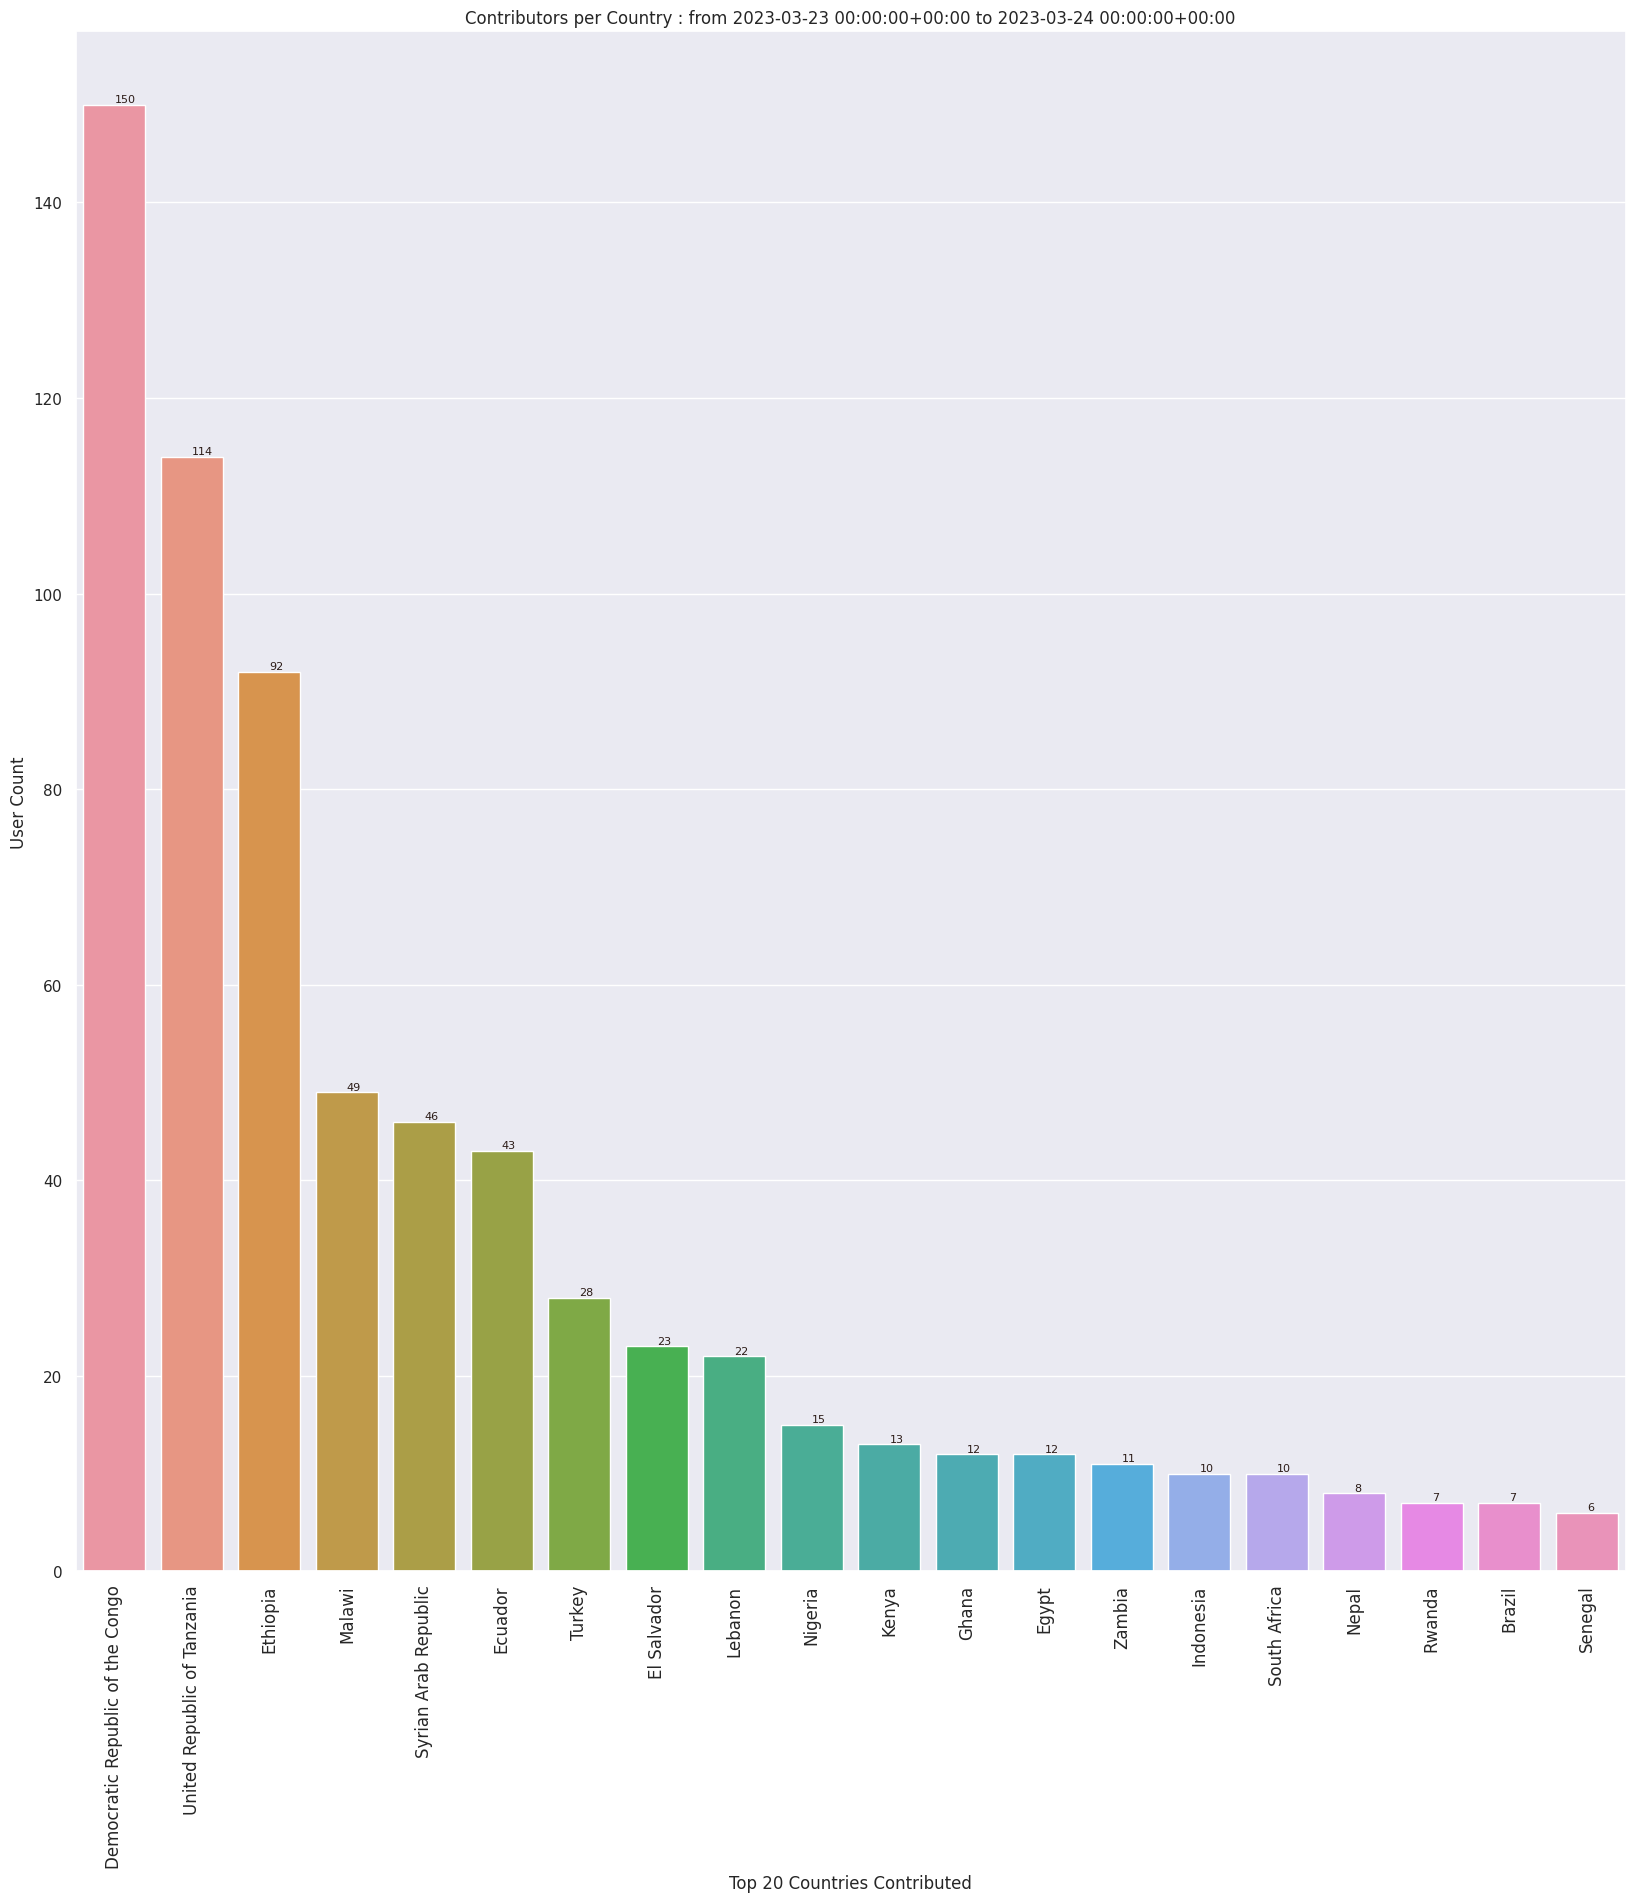 Contributors per Country : from 2023-03-23 00:00:00+00:00 to 2023-03-24 00:00:00+00:00
150
140
120
114
100
92
80
User Count
60
49
46
43
40
28
23
22
20
15
13
12
12
11
10
10
8
7
7
6
0
Democratic Republic of the Congo
United Republic of Tanzania
Ethiopia
Malawi
Syrian Arab Republic
Ecuador
Turkey
El Salvador
Lebanon
Nigeria
Kenya
Ghana
Egypt
Zambia
Indonesia
South Africa
Nepal
Rwanda
Brazil
Senegal
Top 20 Countries Contributed